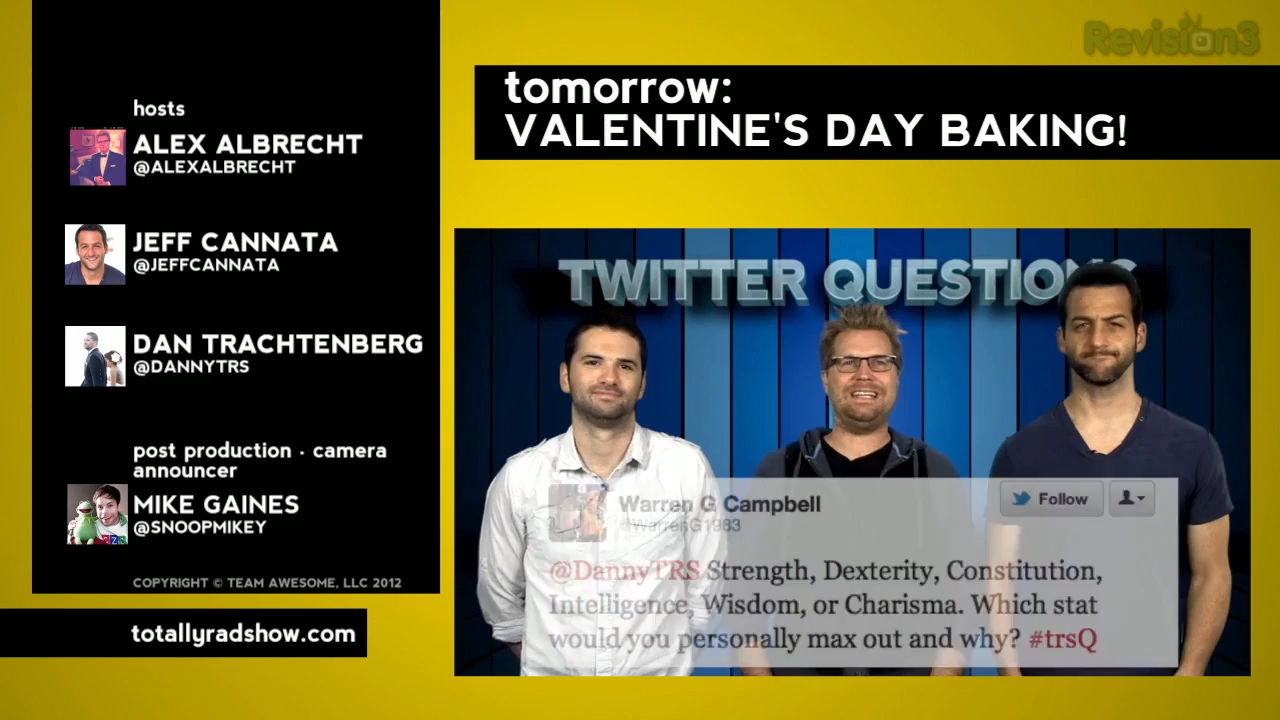 Revision3
tomorrow:
VALENTINE'S DAY BAKING!
hosts
ALEX ALBRECHT
@ALEXALBRECHT
JEFF CANNATA
@JEFFCANNATA
DAN TRACHTENBERG
@DANNYTRS
post production · camera
announcer
MIKE GAINES
@SNOOPMIKEY
COPYRIGHT © TEAM AWESOME, LLC 2012
totallyradshow.com
TWITTER QUESTIONS
Warren G Campbell
@WarrenG1983
Follow
@DannyTRS Strength, Dexterity, Constitution,
Intelligence, Wisdom, or Charisma. Which stat
would you personally max out and why? #trsQ